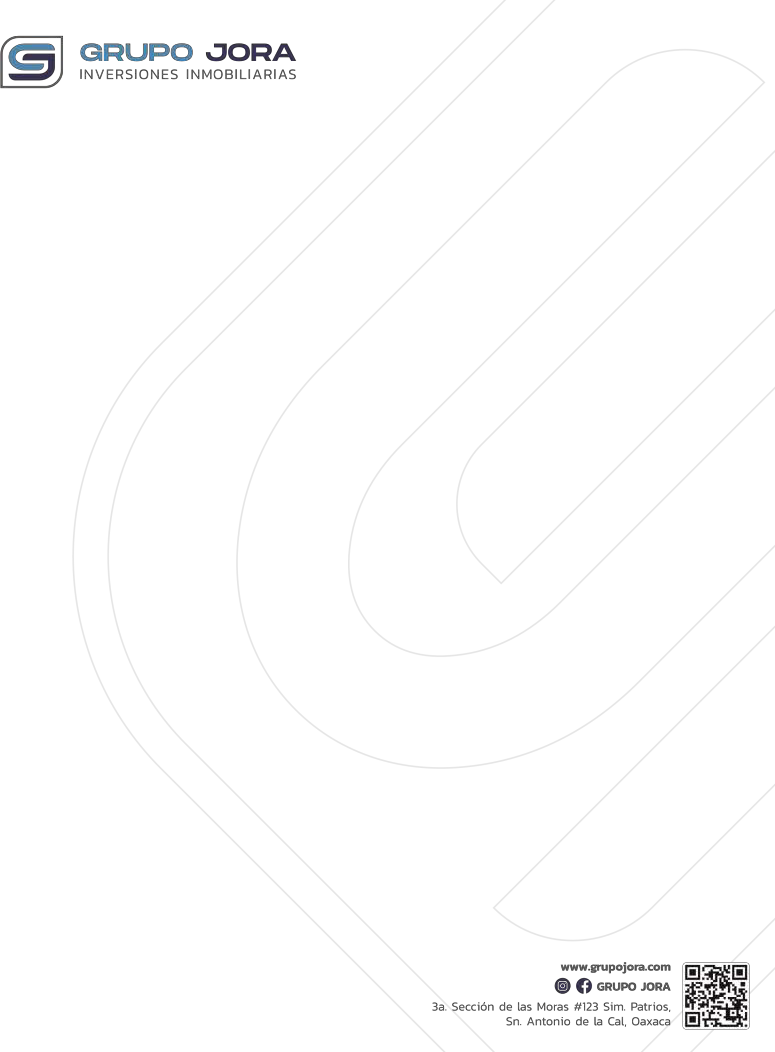 GRUPO JORA
INVERSIONES INMOBILIARIAS
www.grupojora.com
GRUPO JORA
3a. Sección de las Moras #123 Sim. Patrios,
Sn. Antonio de la Cal, Oaxaca